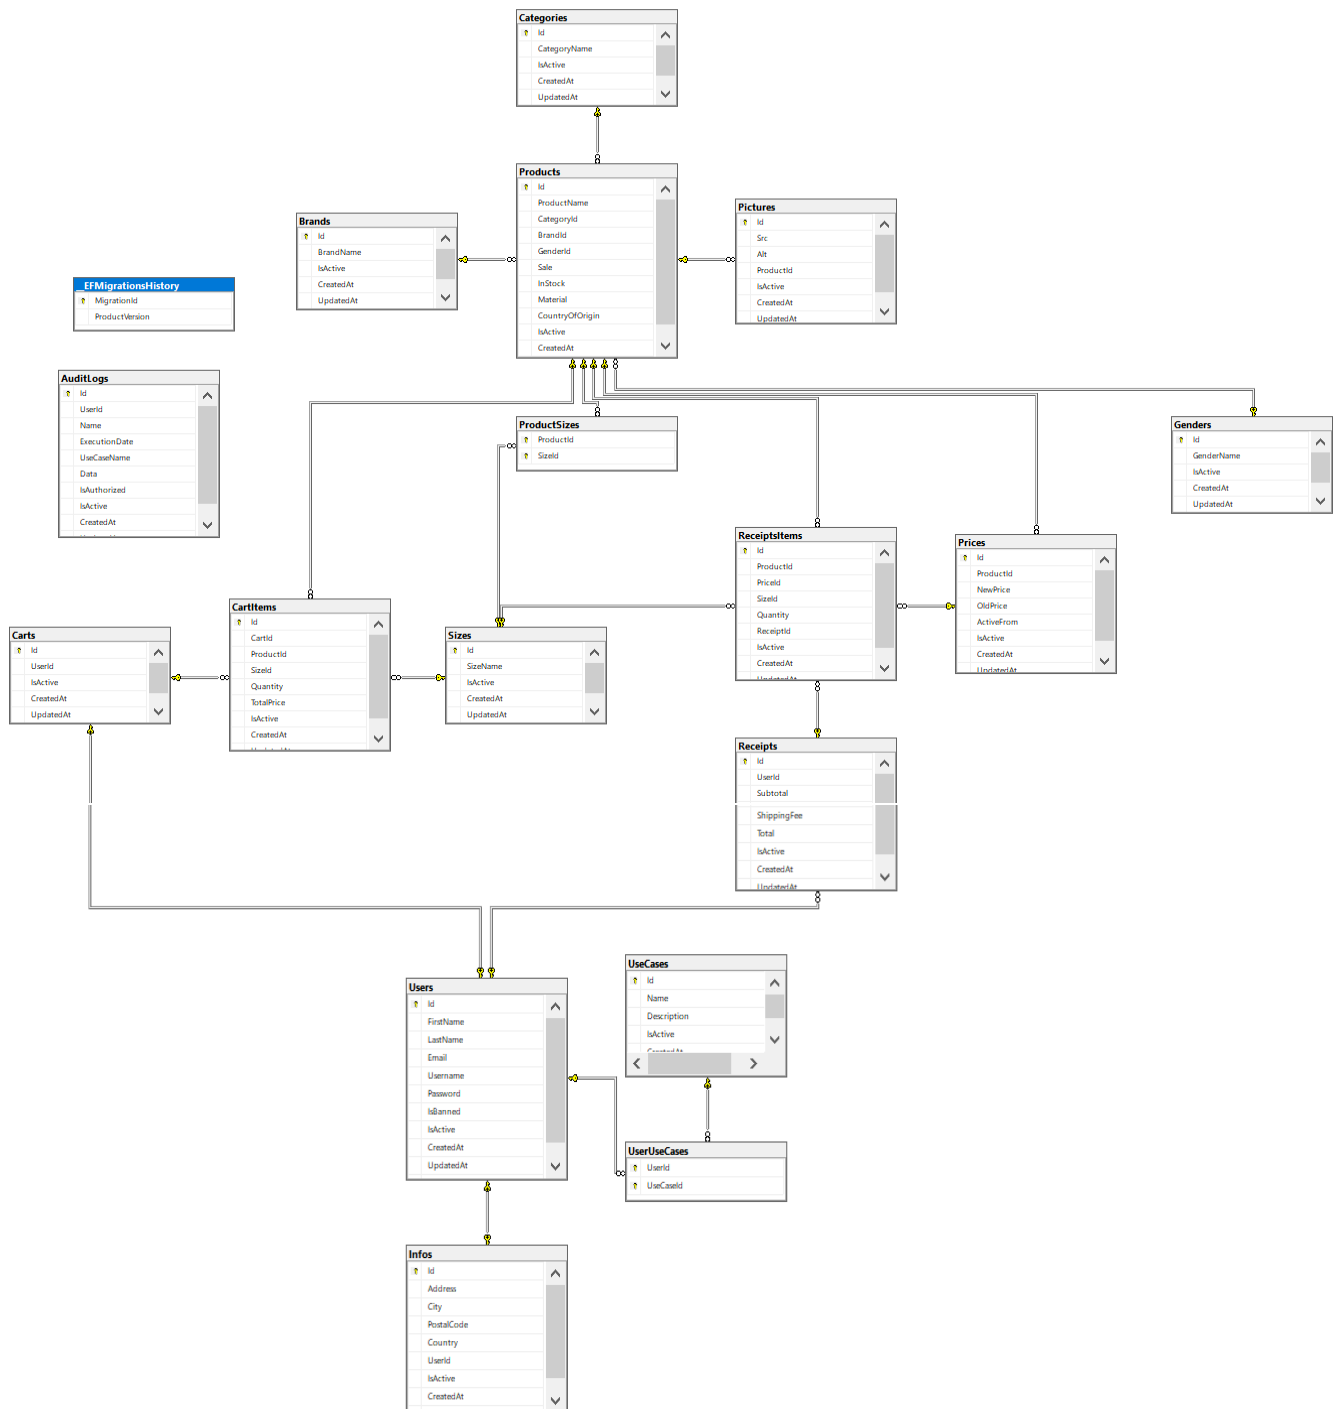 Categories
Id
CategoryName
IsActive
CreatedAt
UpdatedAt
Products
Id
ProductName
CategoryId
BrandId
GenderId
Sale
InStock
Material
CountryOfOrigin
IsActive
CreatedAt
Brands
Id
BrandName
IsActive
CreatedAt
UpdatedAt
Pictures
Id
Src
Alt
ProductId
IsActive
CreatedAt
UpdatedAt
_EFMigrationsHistory
MigrationId
ProductVersion
AuditLogs
Id
UserId
Name
ExecutionDate
UseCaseName
Data
IsAuthorized
IsActive
CreatedAt
ProductSizes
ProductId
SizeId
Genders
Id
GenderName
IsActive
CreatedAt
UpdatedAt
ReceiptsItems
Id
ProductId
PriceId
SizeId
Quantity
ReceiptId
IsActive
CreatedAt
UpdatedAt
Prices
Id
ProductId
NewPrice
OldPrice
ActiveFrom
IsActive
CreatedAt
UpdatedAt
CartItems
Id
CartId
ProductId
SizeId
Quantity
TotalPrice
IsActive
CreatedAt
Carts
Id
UserId
IsActive
CreatedAt
UpdatedAt
Sizes
Id
SizeName
IsActive
CreatedAt
UpdatedAt
Receipts
Id
UserId
Subtotal
ShippingFee
Total
IsActive
CreatedAt
UpdatedAt
Users
Id
FirstName
LastName
Email
Username
Password
IsBanned
IsActive
CreatedAt
UpdatedAt
UseCases
Id
Name
Description
IsActive
CreatedAt
UserUseCases
UserId
UseCaseId
Infos
Id
Address
City
PostalCode
Country
UserId
IsActive
CreatedAt